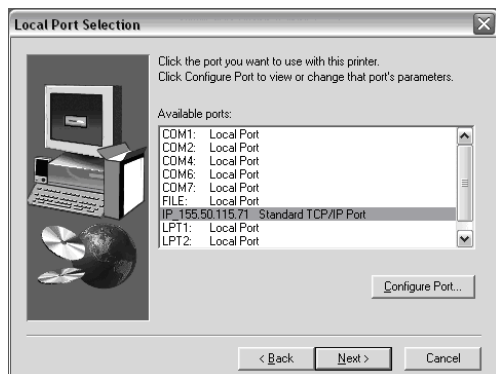 Local Port Selection
Click the port you want to use with this printer.
Click Configure Port to view or change that port's parameters.
Available ports:
COM1: Local Port
COM2: Local Port
COM4: Local Port
COM6: Local Port
COM7: Local Port
FILE: Local Port
IP_155.50.115.71 Standard TCP/IP Port
LPT1: Local Port
LPT2: Local Port
Configure Port...
< Back Next > Cancel